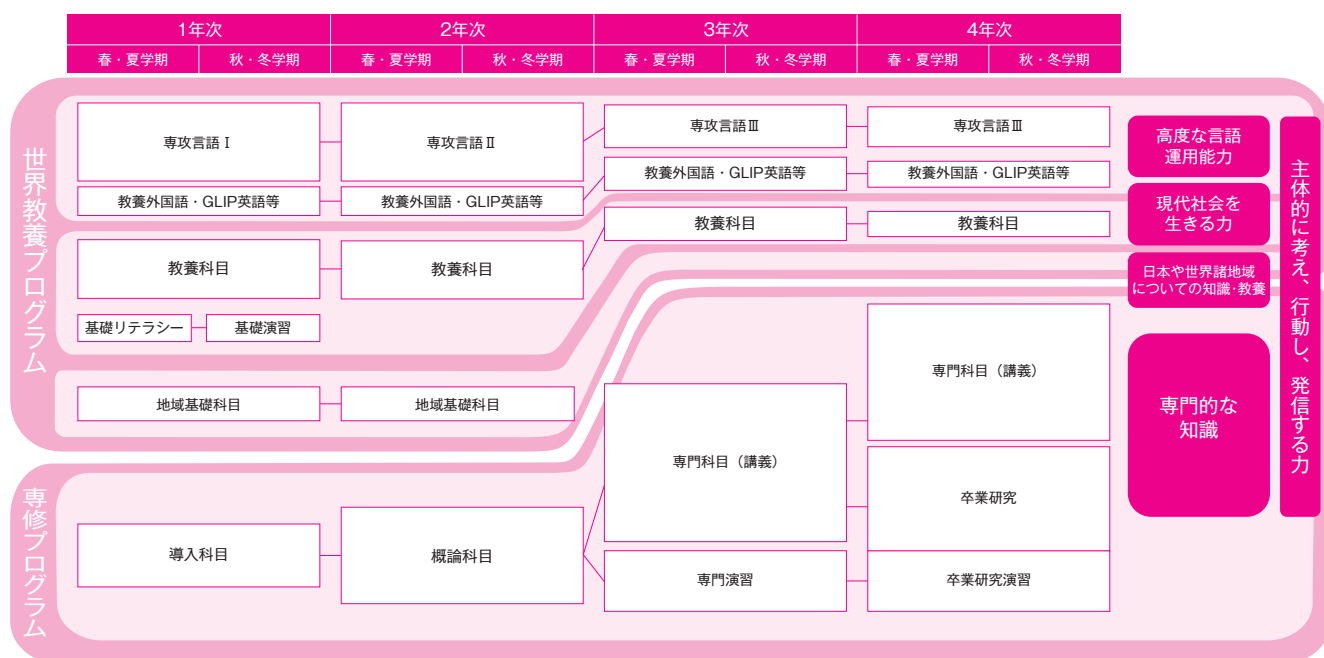 1年次
2年次
3年次
4年次
春・夏学期
秋・冬学期
春・夏学期
秋・冬学期
春・夏学期
秋・冬学期
春・夏学期
秋・冬学期
世界教養プログラム
専攻言語Ⅰ
専攻言語Ⅱ
専攻言語Ⅲ
専攻言語Ⅲ
教養外国語・GLIP英語等
教養外国語・GLIP英語等
教養外国語・GLIP英語等
教養外国語・GLIP英語等
教養科目
教養科目
教養科目
教養科目
基礎リテラシー
基礎演習
地域基礎科目
地域基礎科目
専修プログラム
導入科目
概論科目
専門科目（講義）
専門演習
専門科目（講義）
卒業研究
卒業研究演習
高度な言語
運用能力
現代社会を
生きる力
日本や世界諸地域
についての知識・教養
専門的な
知識
主体的に考え、行動し、発信する力